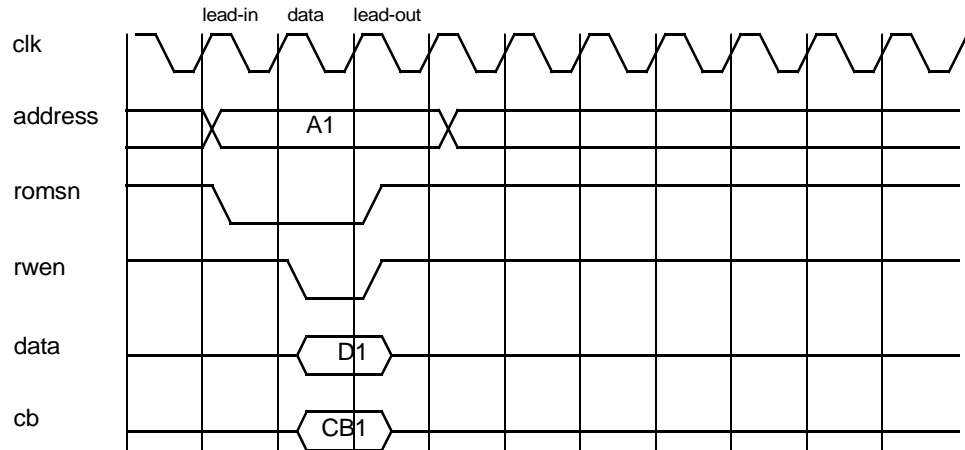 lead-in data lead-out
clk
address A1
romsn
rwen
data D1
cb CB1